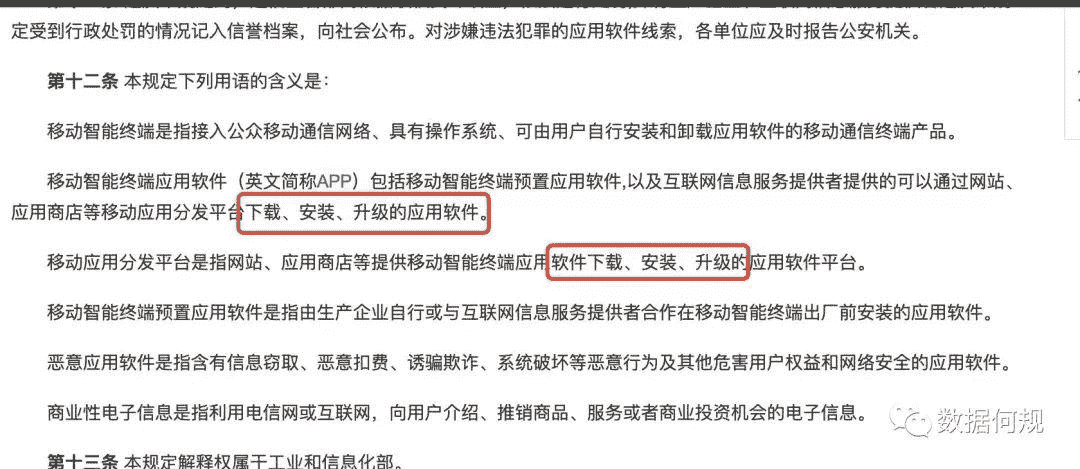 定受到行政处罚的情况记入信誉档案，向社会公布。对涉嫌违法犯罪的应用软件线索，各单位应及时报告公安机关。
第十二条 本规定下列用语的含义是：
移动智能终端是指接入公众移动通信网络、具有操作系统、可由用户自行安装和卸载应用软件的移动通信终端产品。
移动智能终端应用软件（英文简称APP）包括移动智能终端预置应用软件,以及互联网信息服务提供者提供的可以通过网站、
应用商店等移动应用分发平台下载、安装、升级的应用软件。
移动应用分发平台是指网站、应用商店等提供移动智能终端应用软件下载、安装、升级的应用软件平台。
移动智能终端预置应用软件是指由生产企业自行或与互联网信息服务提供者合作在移动智能终端出厂前安装的应用软件。
恶意应用软件是指含有信息窃取、恶意扣费、诱骗欺诈、系统破坏等恶意行为及其他危害用户权益和网络安全的应用软件。
商业性电子信息是指利用电信网或互联网，向用户介绍、推销商品、服务或者商业投资机会的电子信息。
数据何规
第十三条 本规定解释权属于工业和信息化部。